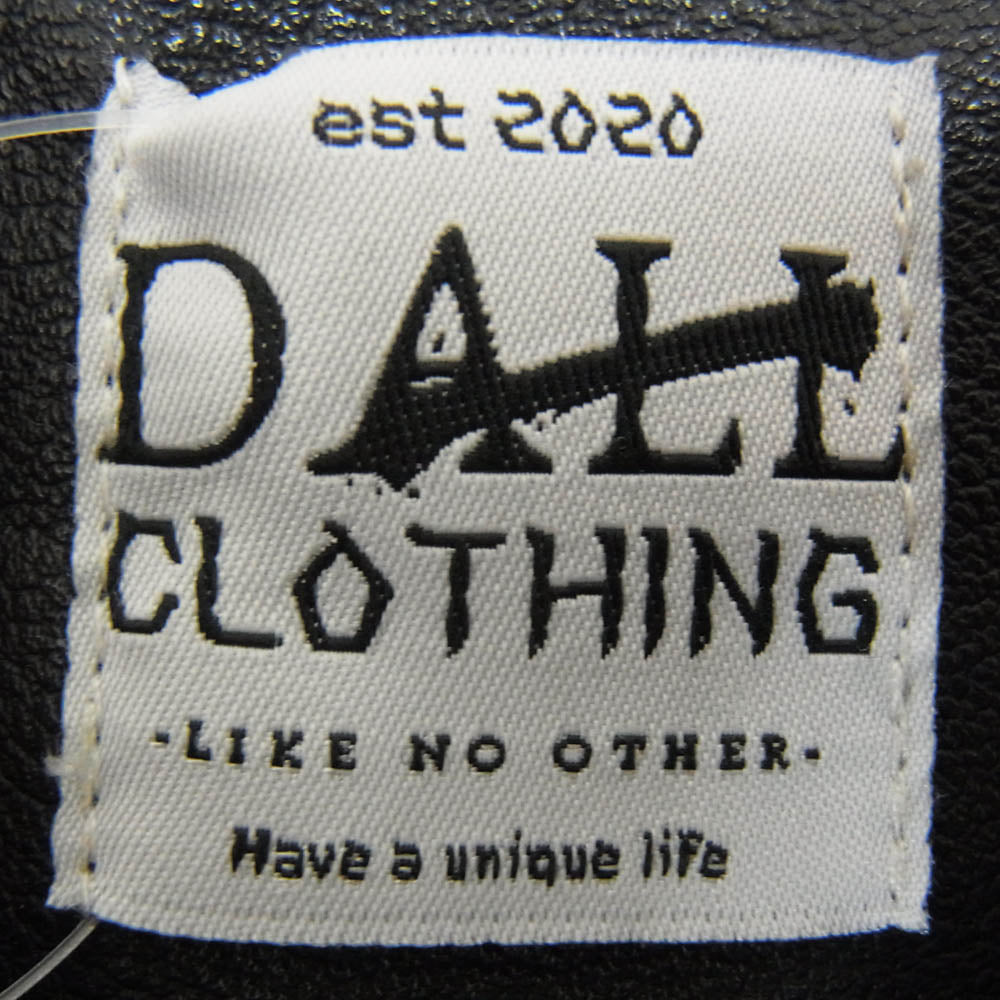 est 2020
DALL
CLOTHING
-LIKE NO OTHER-
Have a unique life